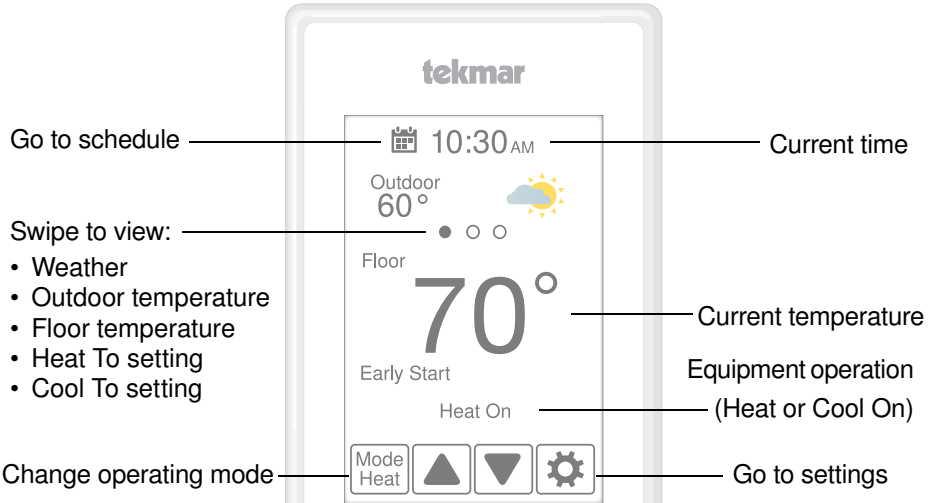 tekmar
Go to schedule
10:30 AM
Current time
Outdoor
60°
Swipe to view:
• Weather
• Outdoor temperature
• Floor temperature
• Heat To setting
• Cool To setting
Floor
70°
Current temperature
Early Start
Equipment operation
(Heat or Cool On)
Heat On
Change operating mode
Mode
Heat
Go to settings